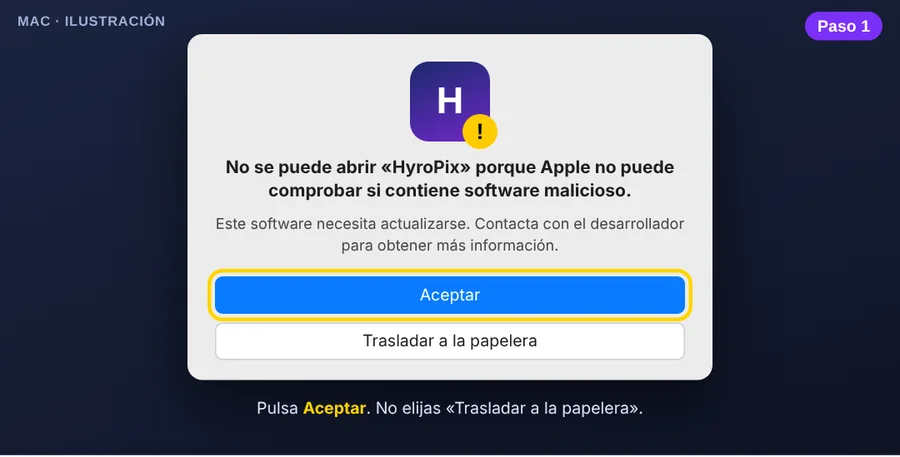 MAC · ILUSTRACIÓN
Paso 1
H
!
No se puede abrir «HyroPix» porque Apple no puede
comprobar si contiene software malicioso.
Este software necesita actualizarse. Contacta con el desarrollador
para obtener más información.
Aceptar
Trasladar a la papelera
Pulsa Aceptar. No elijas «Trasladar a la papelera».